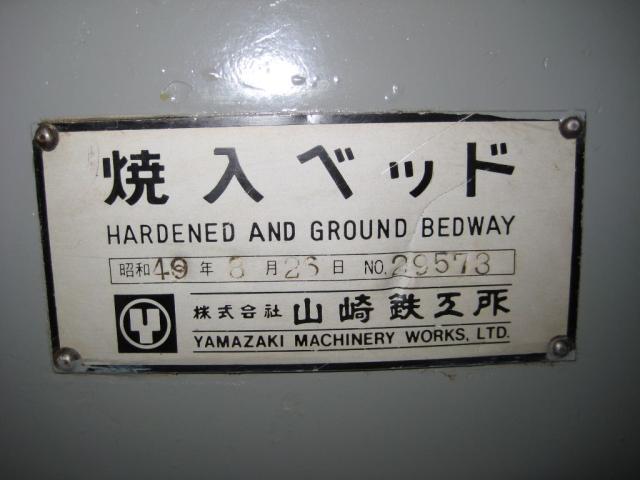 焼入ベッド
HARDENED AND GROUND BEDWAY
昭和49年8月26日 NO.29573
株式会社 山崎鉄工所
YAMAZAKI MACHINERY WORKS, LTD.